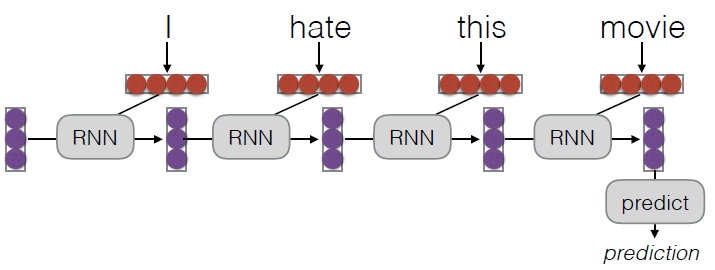 I hate this movie
RNN RNN RNN RNN
predict
prediction